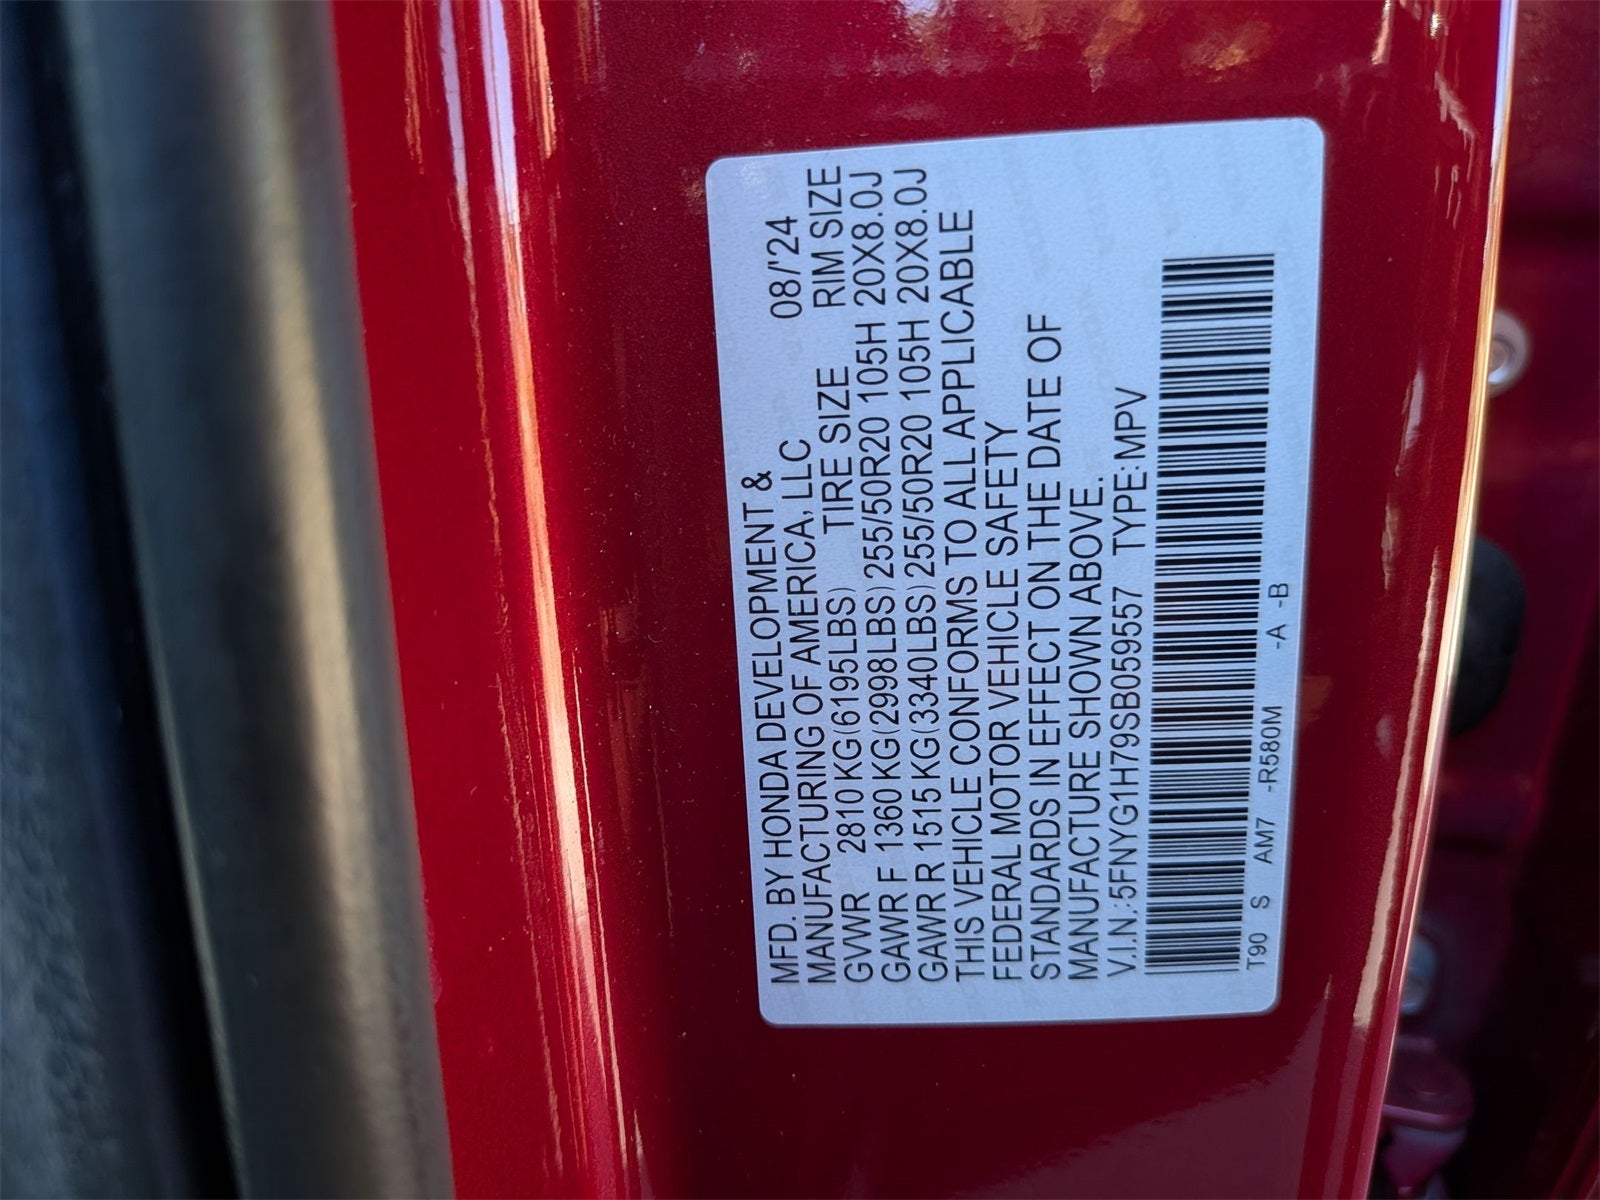 MFD. BY HONDA DEVELOPMENT &
MANUFACTURING OF AMERICA, LLC 08/'24
GVWR 2810 KG (6195LBS) TIRE SIZE RIM SIZE
GAWR F 1360 KG (2998LBS) 255/50R20 105H 20X8.0J
GAWR R 1515 KG (3340LBS) 255/50R20 105H 20X8.0J
THIS VEHICLE CONFORMS TO ALL APPLICABLE
FEDERAL MOTOR VEHICLE SAFETY
STANDARDS IN EFFECT ON THE DATE OF
MANUFACTURE SHOWN ABOVE.
V.I.N.:5FNYG1H79SB059557 TYPE:MPV
T90 S AM7 -R580M -A -B